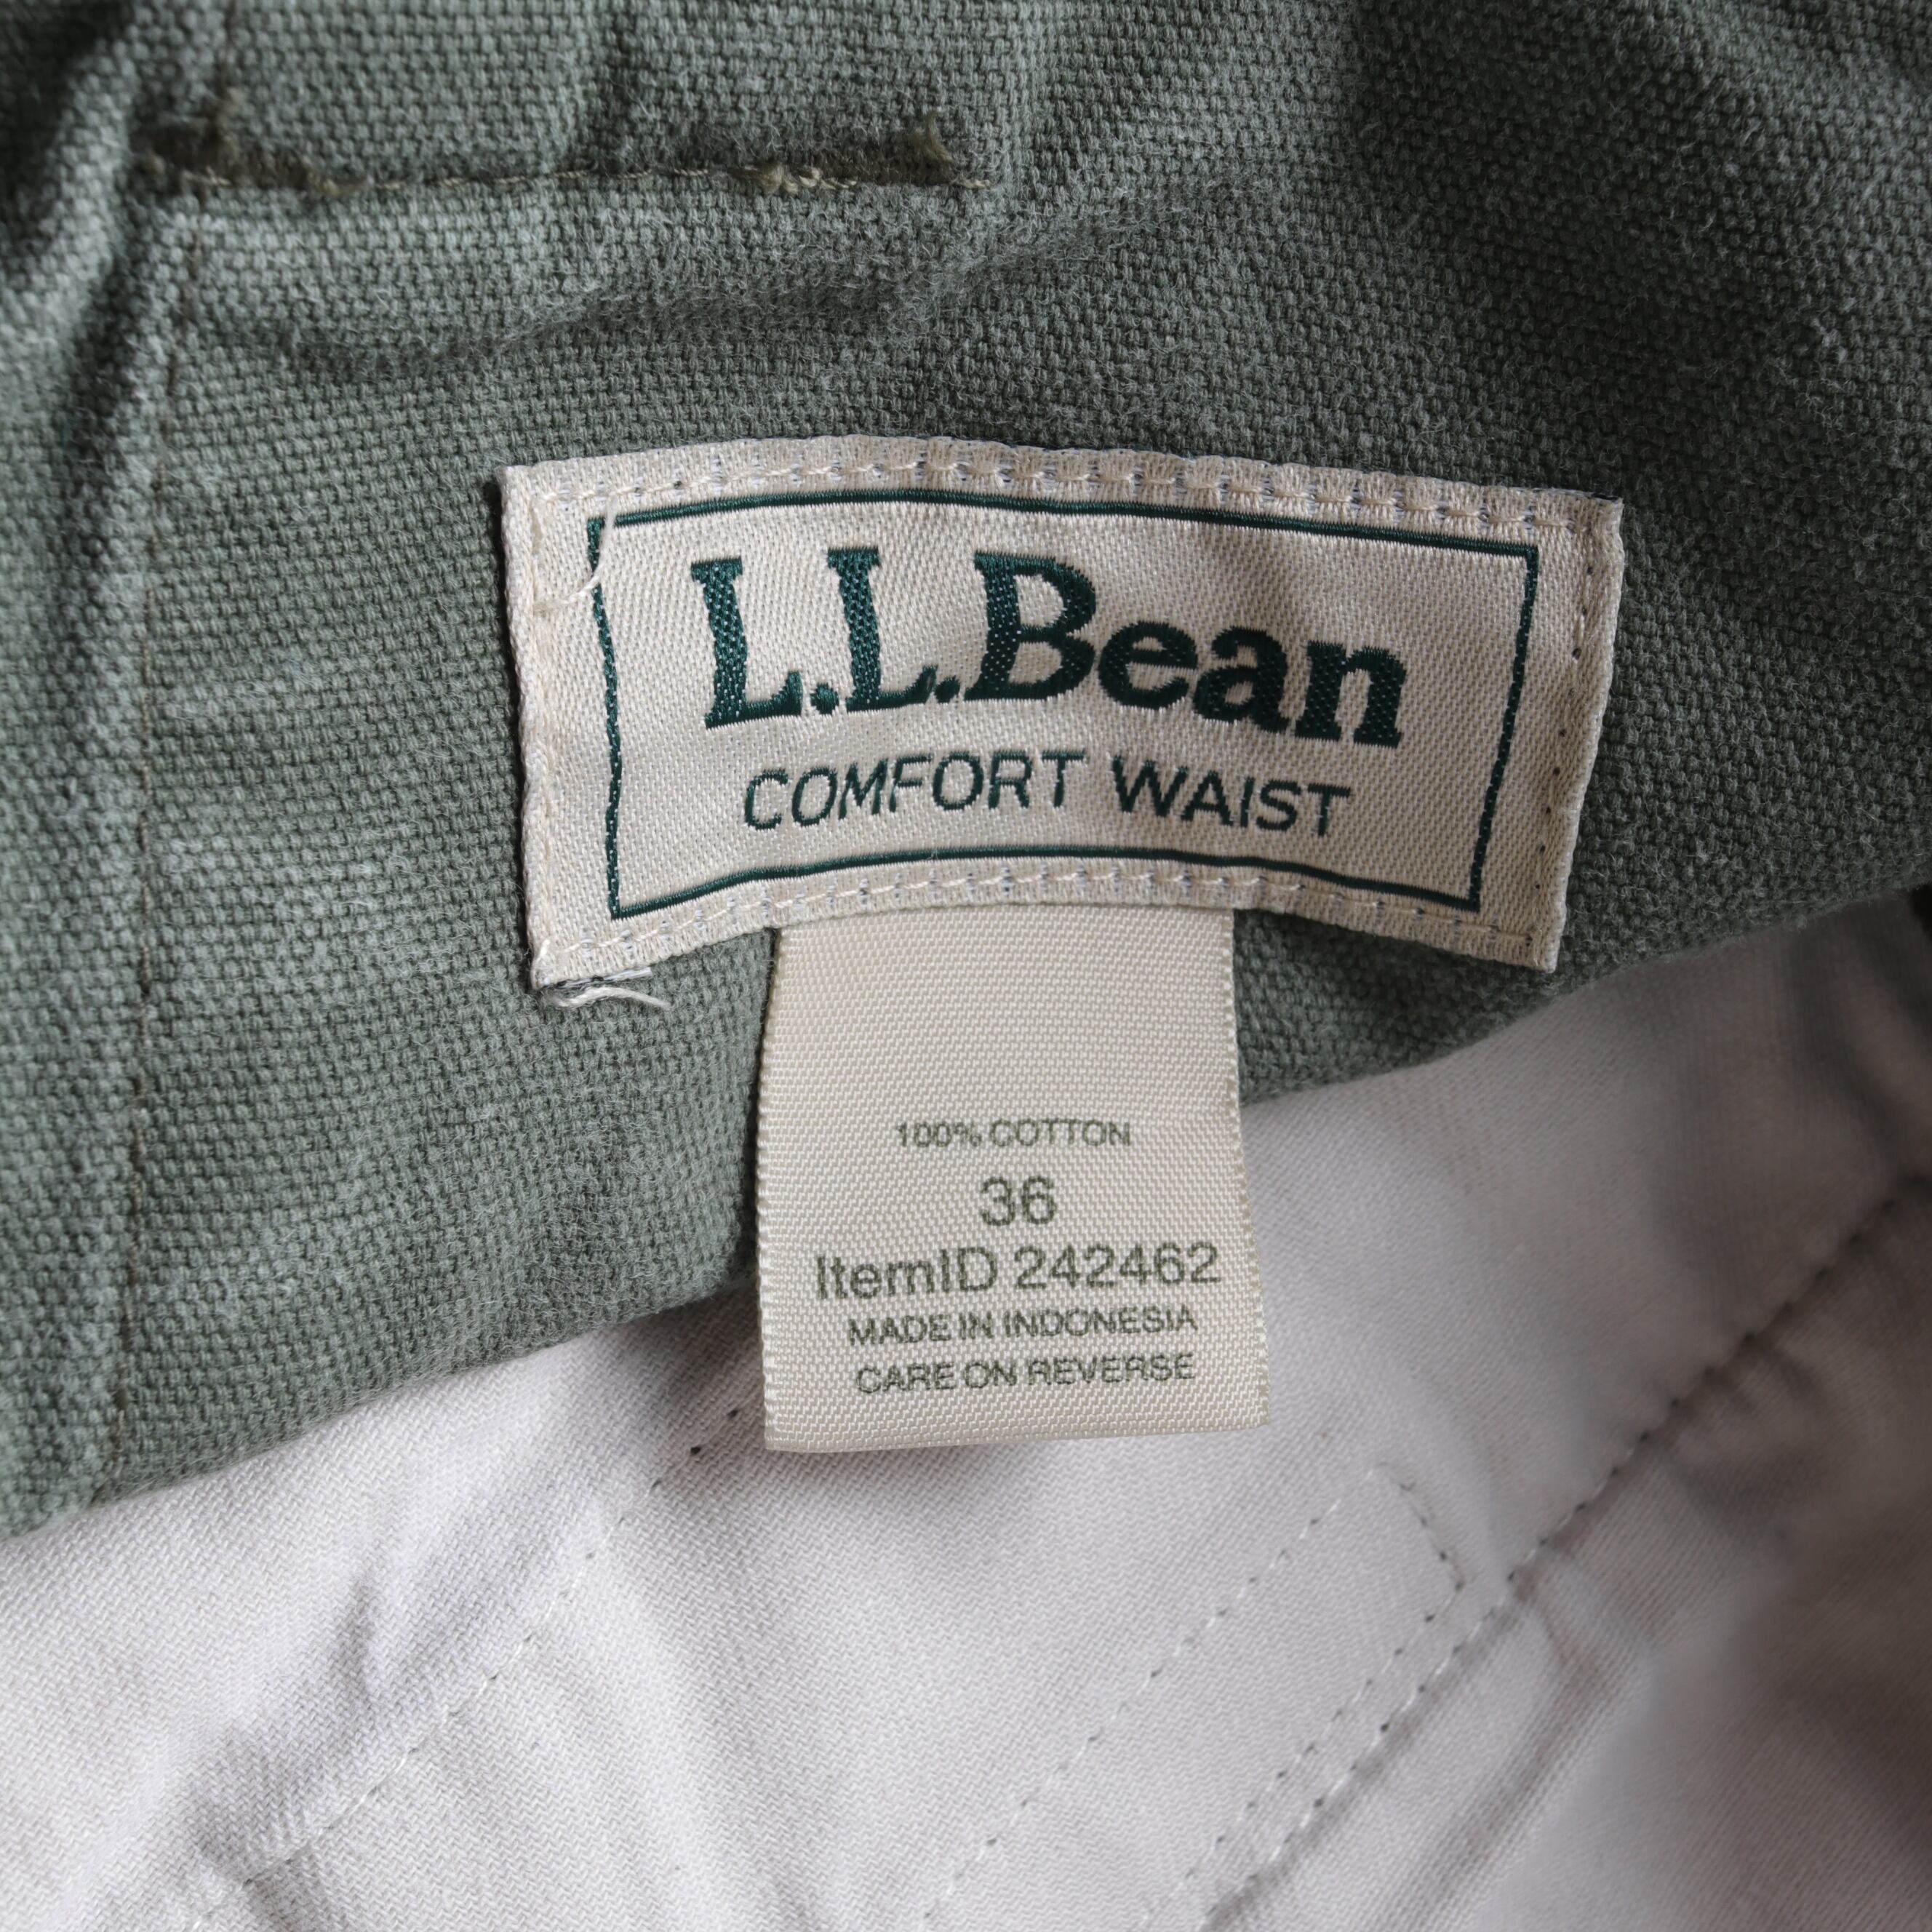 L.L.Bean
COMFORT WAIST
100% COTTON
36
ItemID 242462
MADE IN INDONESIA
CARE ON REVERSE